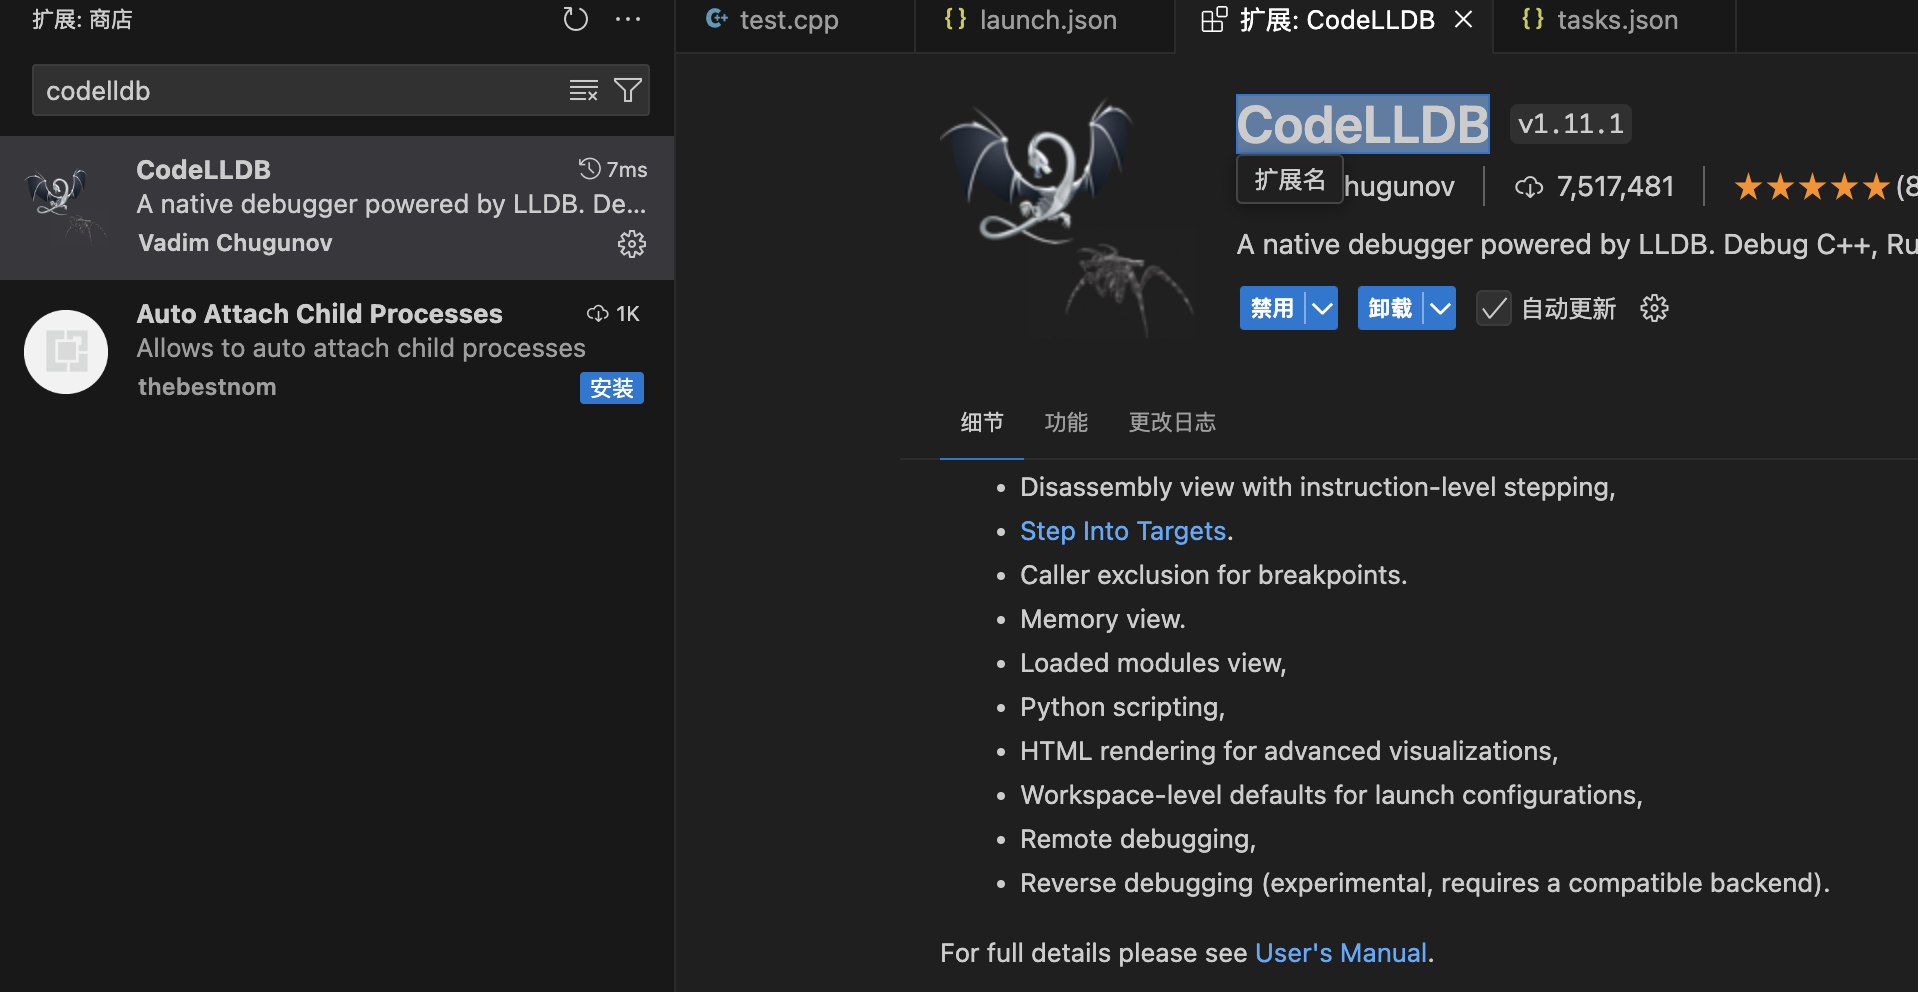 扩展: 商店
codelldb
CodeLLDB
7ms
A native debugger powered by LLDB. De...
Vadim Chugunov
Auto Attach Child Processes
1K
Allows to auto attach child processes
thebestnom
安装
test.cpp
{} launch.json
扩展: CodeLLDB
{} tasks.json
CodeLLDB
v1.11.1
扩展名
hugunov
7,517,481
(8
A native debugger powered by LLDB. Debug C++, Ru
禁用
卸载
自动更新
细节
功能
更改日志
• Disassembly view with instruction-level stepping,
• Step Into Targets.
• Caller exclusion for breakpoints.
• Memory view.
• Loaded modules view,
• Python scripting,
• HTML rendering for advanced visualizations,
• Workspace-level defaults for launch configurations,
• Remote debugging,
• Reverse debugging (experimental, requires a compatible backend).
For full details please see User's Manual.